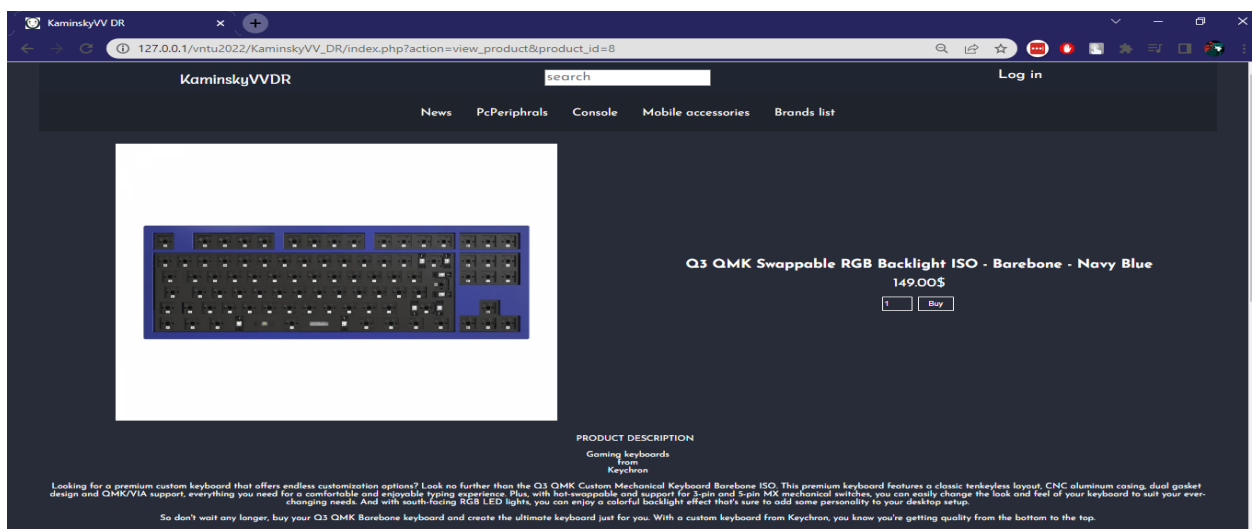 KaminskyVV DR
127.0.0.1/vntu2022/KaminskyVV_DR/index.php?action=view_product&product_id=8
KaminskyVVDR search Log in
News PcPeriphrals Console Mobile accessories Brands list
Q3 QMK Swappable RGB Backlight ISO - Barebone - Navy Blue
149.00$
1 Buy
PRODUCT DESCRIPTION
Gaming keyboards
from
Keychron
Looking for a premium custom keyboard that offers endless customization options? Look no further than the Q3 QMK Custom Mechanical Keyboard Barebone ISO. This premium keyboard features a classic tenkeyless layout, CNC aluminum casing, dual gasket
design and QMK/VIA support, everything you need for a comfortable and enjoyable typing experience. Plus, with hot-swappable and support for 3-pin and 5-pin MX mechanical switches, you can easily change the look and feel of your keyboard to suit your ever-
changing needs. And with south-facing RGB LED lights, you can enjoy a colorful backlight effect that's sure to add some personality to your desktop setup.
So don't wait any longer, buy your Q3 QMK Barebone keyboard and create the ultimate keyboard just for you. With a custom keyboard from Keychron, you know you're getting quality from the bottom to the top.